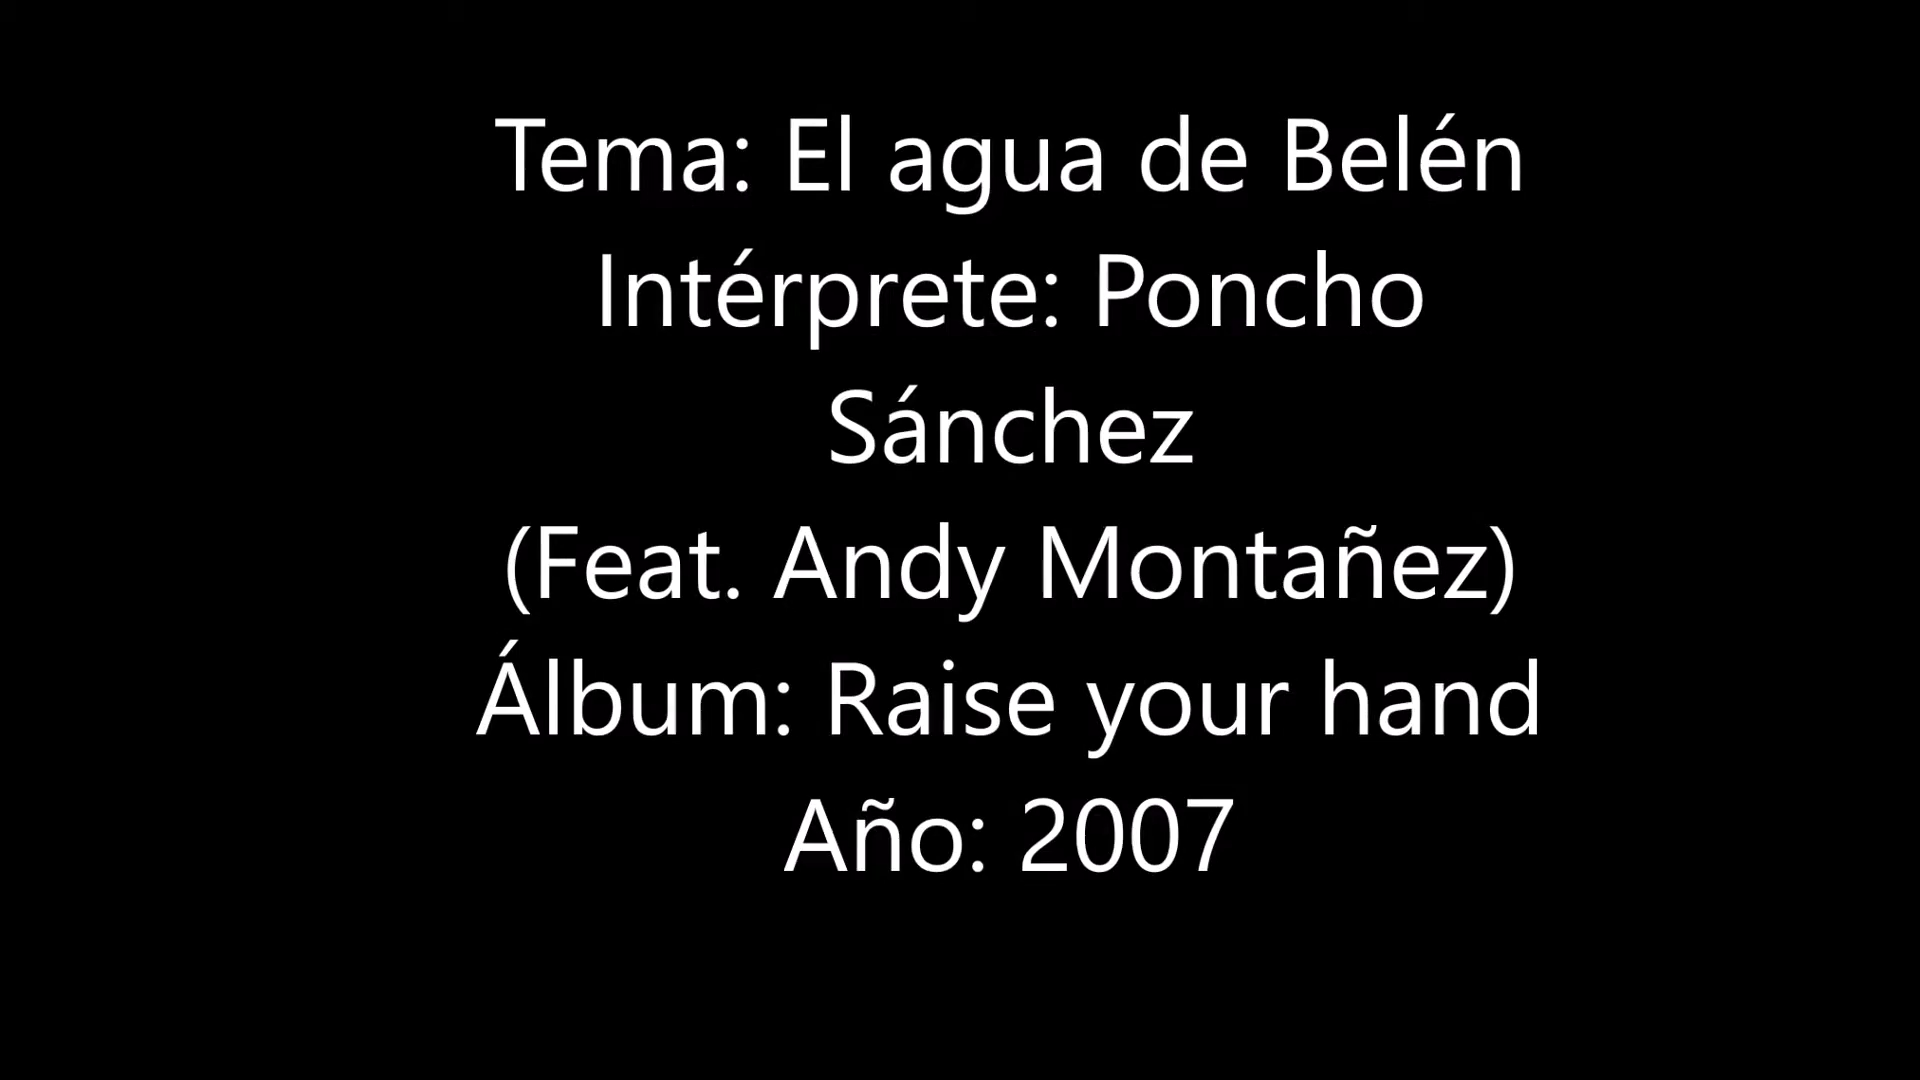 Tema: El agua de Belén
Intérprete: Poncho
Sánchez
(Feat. Andy Montañez)
Álbum: Raise your hand
Año: 2007